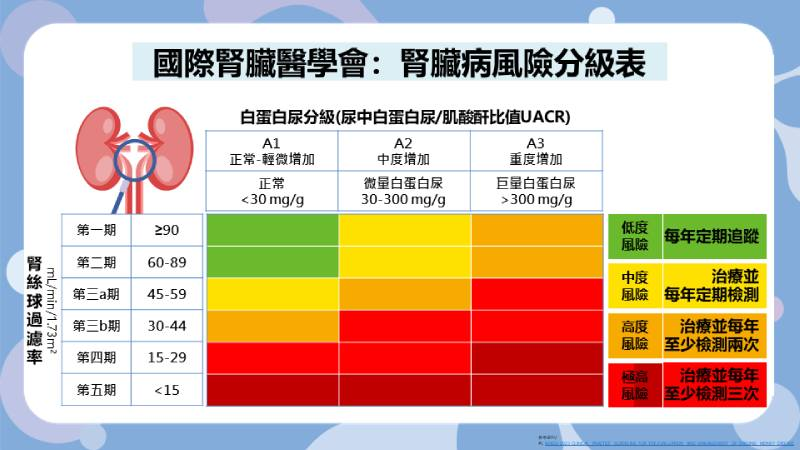 國際腎臟醫學會：腎臟病風險分級表
白蛋白尿分級(尿中白蛋白尿/肌酸酐比值UACR)
A1
正常-輕微增加
A2
中度增加
A3
重度增加
正常
<30 mg/g
微量白蛋白尿
30-300 mg/g
巨量白蛋白尿
>300 mg/g
腎絲球過濾率
mL/min/1.73m²
第一期 ≥90
第二期 60-89
第三a期 45-59
第三b期 30-44
第四期 15-29
第五期 <15
低度
風險
每年定期追蹤
中度
風險
治療並
每年定期檢測
高度
風險
治療並每年
至少檢測兩次
極高
風險
治療並每年
至少檢測三次